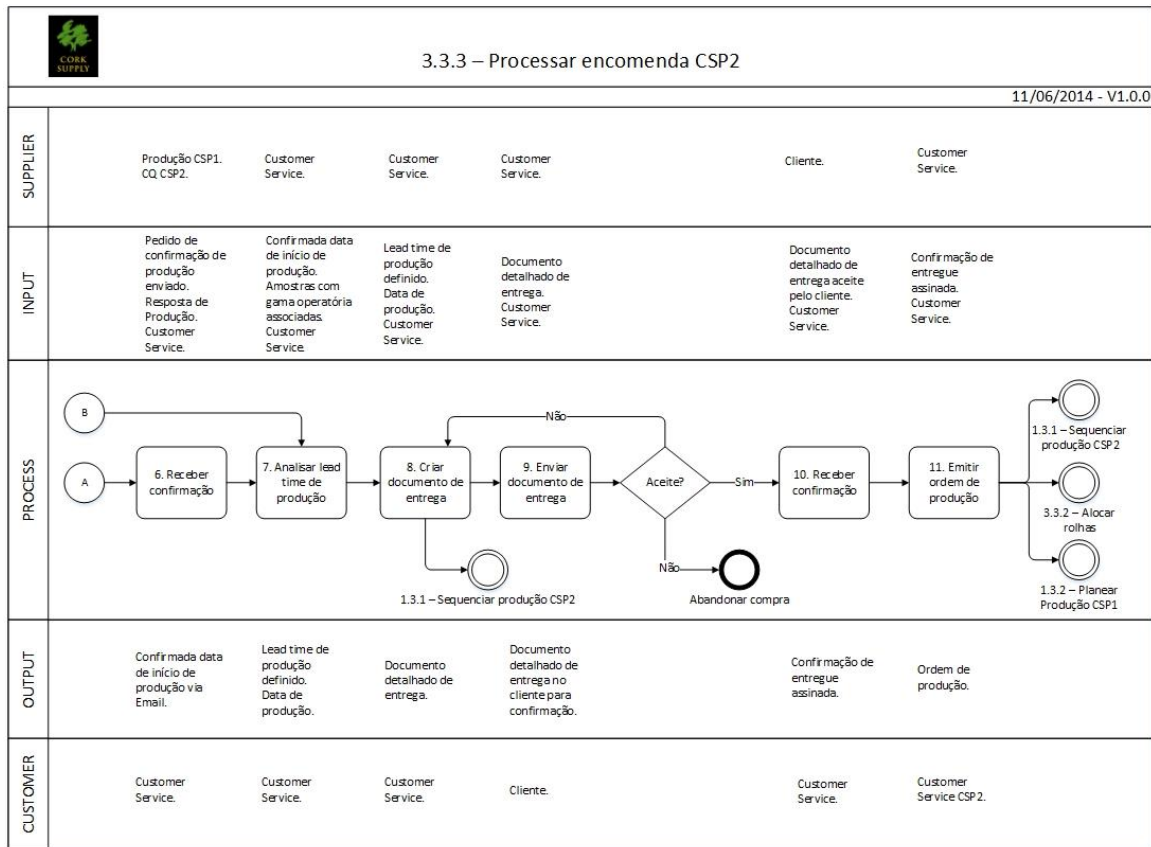 CORK
SUPPLY
3.3.3 – Processar encomenda CSP2
11/06/2014 - V1.0.0
SUPPLIER
Produção CSP1.
CQ CSP2.
Customer
Service.
Customer
Service.
Customer
Service.
Cliente.
Customer
Service.
INPUT
Pedido de
confirmação de
produção
enviado.
Resposta de
Produção.
Customer
Service.
Confirmada data
de início de
produção.
Amostras com
gama operatória
associadas.
Customer
Service.
Lead time de
produção
definido.
Data de
produção.
Customer
Service.
Documento
detalhado de
entrega.
Customer
Service.
Documento
detalhado de
entrega aceite
pelo cliente.
Customer
Service.
Confirmação de
entregue
assinada.
Customer
Service.
PROCESS
B
A
6. Receber
confirmação
7. Analisar lead
time de
produção
8. Criar
documento de
entrega
9. Enviar
documento de
entrega
Não
Aceite?
Sim
Não
Abandonar compra
1.3.1 – Sequenciar produção CSP2
10. Receber
confirmação
11. Emitir
ordem de
produção
1.3.1 – Sequenciar
produção CSP2
3.3.2 – Alocar
rolhas
1.3.2 – Planear
Produção CSP1
OUTPUT
Confirmada data
de início de
produção via
Email.
Lead time de
produção
definido.
Data de
produção.
Documento
detalhado de
entrega.
Documento
detalhado de
entrega no
cliente para
confirmação.
Confirmação de
entregue
assinada.
Ordem de
produção.
CUSTOMER
Customer
Service.
Customer
Service.
Customer
Service.
Cliente.
Customer
Service.
Customer
Service CSP2.